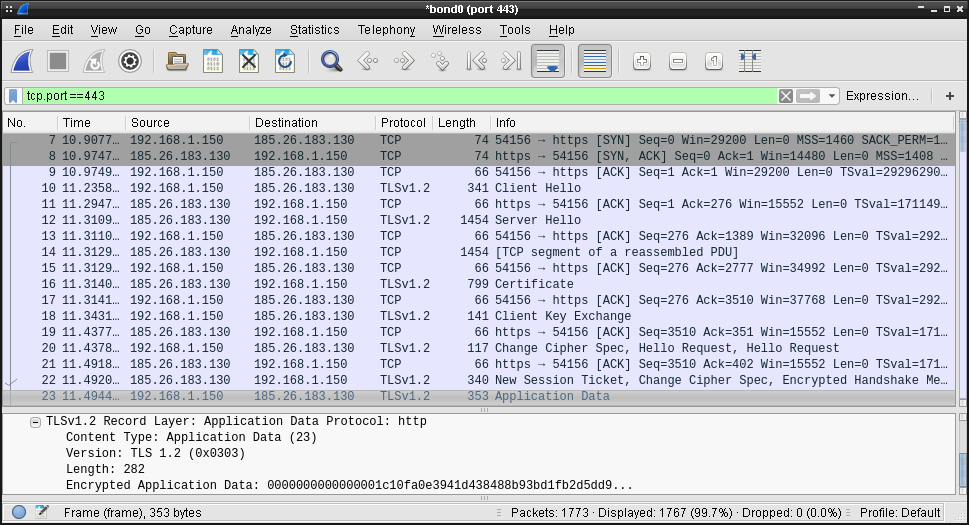 *bond0 (port 443)
File Edit View Go Capture Analyze Statistics Telephony Wireless Tools Help
tcp.port==443 Expression… +
No. Time Source Destination Protocol Length Info
7 10.9077… 192.168.1.150 185.26.183.130 TCP 74 54156 → https [SYN] Seq=0 Win=29200 Len=0 MSS=1460 SACK_PERM=1…
8 10.9747… 185.26.183.130 192.168.1.150 TCP 74 https → 54156 [SYN, ACK] Seq=0 Ack=1 Win=14480 Len=0 MSS=1408 …
9 10.9749… 192.168.1.150 185.26.183.130 TCP 66 54156 → https [ACK] Seq=1 Ack=1 Win=29200 Len=0 TSval=29296290…
10 11.2358… 192.168.1.150 185.26.183.130 TLSv1.2 341 Client Hello
11 11.2947… 185.26.183.130 192.168.1.150 TCP 66 https → 54156 [ACK] Seq=1 Ack=276 Win=15552 Len=0 TSval=171149…
12 11.3109… 185.26.183.130 192.168.1.150 TLSv1.2 1454 Server Hello
13 11.3110… 192.168.1.150 185.26.183.130 TCP 66 54156 → https [ACK] Seq=276 Ack=1389 Win=32096 Len=0 TSval=292…
14 11.3129… 185.26.183.130 192.168.1.150 TCP 1454 [TCP segment of a reassembled PDU]
15 11.3129… 192.168.1.150 185.26.183.130 TCP 66 54156 → https [ACK] Seq=276 Ack=2777 Win=34992 Len=0 TSval=292…
16 11.3140… 185.26.183.130 192.168.1.150 TLSv1.2 799 Certificate
17 11.3141… 192.168.1.150 185.26.183.130 TCP 66 54156 → https [ACK] Seq=276 Ack=3510 Win=37768 Len=0 TSval=292…
18 11.3431… 192.168.1.150 185.26.183.130 TLSv1.2 141 Client Key Exchange
19 11.4377… 185.26.183.130 192.168.1.150 TCP 66 https → 54156 [ACK] Seq=3510 Ack=351 Win=15552 Len=0 TSval=171…
20 11.4378… 192.168.1.150 185.26.183.130 TLSv1.2 117 Change Cipher Spec, Hello Request, Hello Request
21 11.4918… 185.26.183.130 192.168.1.150 TCP 66 https → 54156 [ACK] Seq=3510 Ack=402 Win=15552 Len=0 TSval=171…
22 11.4920… 185.26.183.130 192.168.1.150 TLSv1.2 340 New Session Ticket, Change Cipher Spec, Encrypted Handshake Me…
23 11.4944… 192.168.1.150 185.26.183.130 TLSv1.2 353 Application Data
TLSv1.2 Record Layer: Application Data Protocol: http
Content Type: Application Data (23)
Version: TLS 1.2 (0x0303)
Length: 282
Encrypted Application Data: 0000000000000001c10fa0e3941d438488b93bd1fb2d5dd9...
Frame (frame), 353 bytes Packets: 1773 · Displayed: 1767 (99.7%) · Dropped: 0 (0.0%) Profile: Default